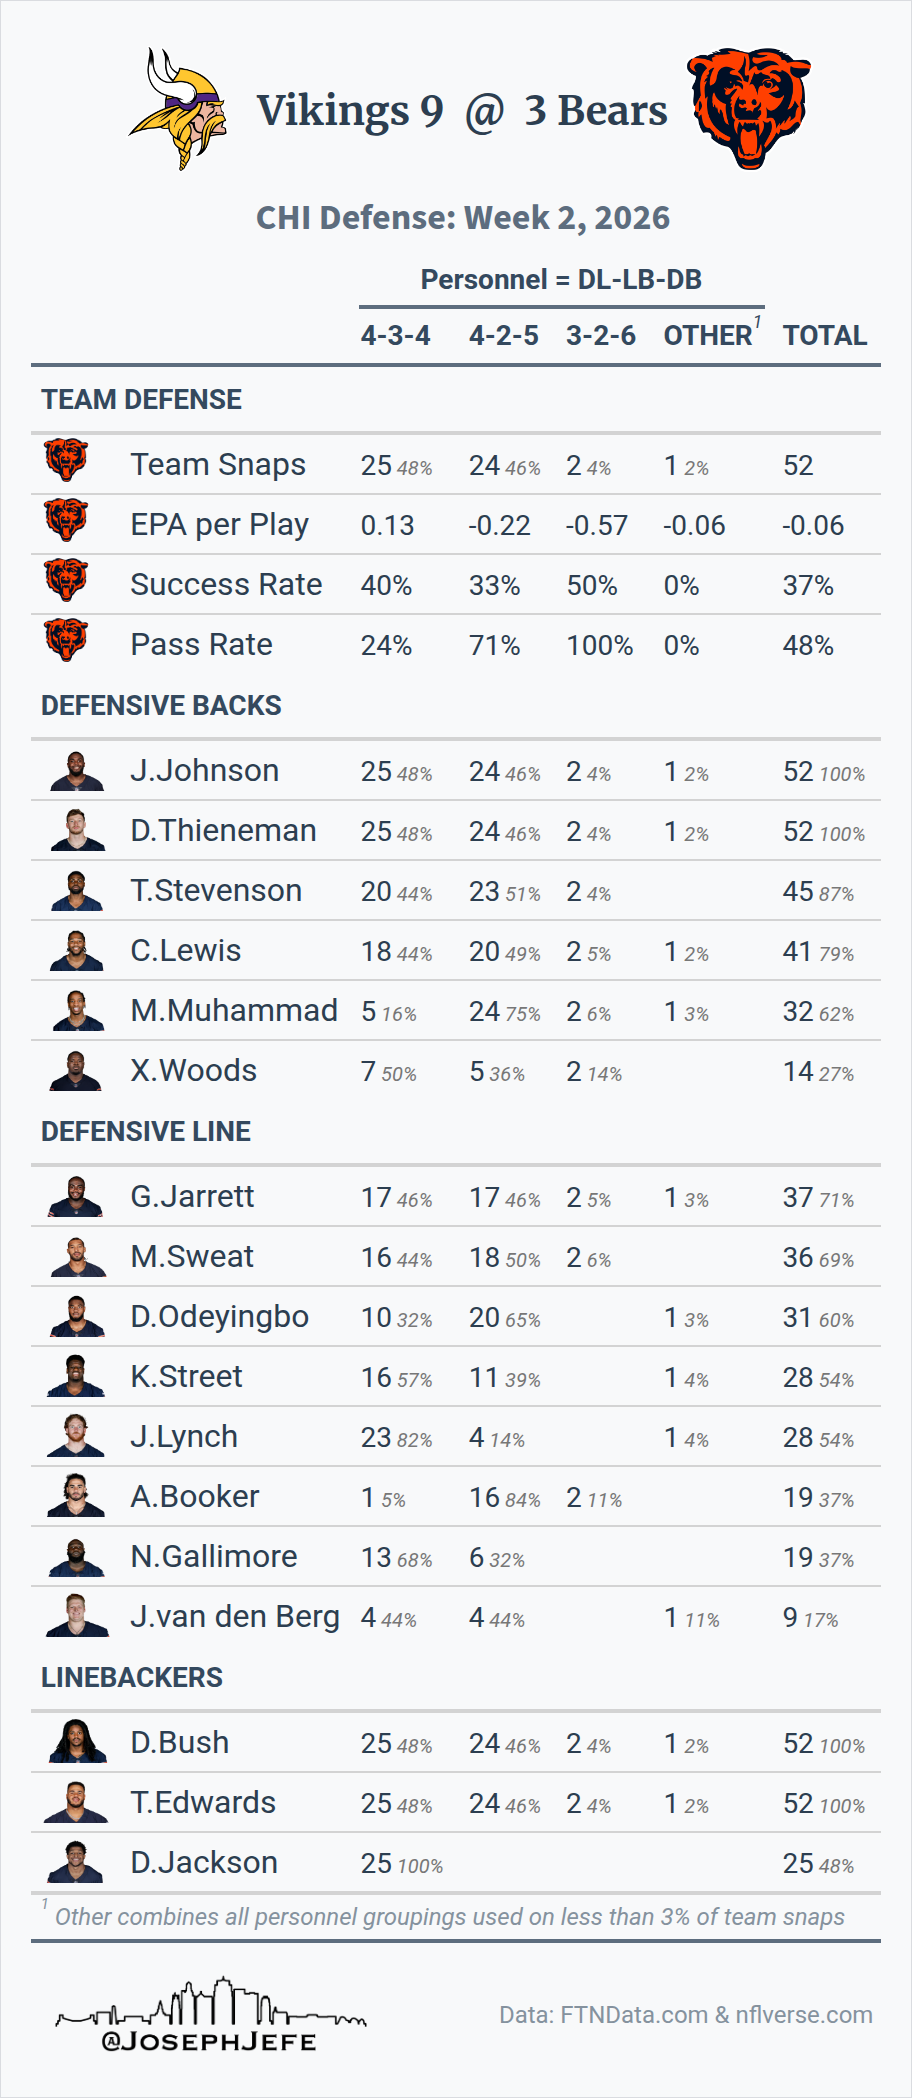 Vikings 9 @ 3 Bears
CHI Defense: Week 2, 2026
Personnel = DL-LB-DB
4-3-4 4-2-5 3-2-6 OTHER1 TOTAL
TEAM DEFENSE
Team Snaps 25 48% 24 46% 2 4% 1 2% 52
EPA per Play 0.13 -0.22 -0.57 -0.06 -0.06
Success Rate 40% 33% 50% 0% 37%
Pass Rate 24% 71% 100% 0% 48%
DEFENSIVE BACKS
J.Johnson 25 48% 24 46% 2 4% 1 2% 52 100%
D.Thieneman 25 48% 24 46% 2 4% 1 2% 52 100%
T.Stevenson 20 44% 23 51% 2 4% 45 87%
C.Lewis 18 44% 20 49% 2 5% 1 2% 41 79%
M.Muhammad 5 16% 24 75% 2 6% 1 3% 32 62%
X.Woods 7 50% 5 36% 2 14% 14 27%
DEFENSIVE LINE
G.Jarrett 17 46% 17 46% 2 5% 1 3% 37 71%
M.Sweat 16 44% 18 50% 2 6% 36 69%
D.Odeyingbo 10 32% 20 65% 1 3% 31 60%
K.Street 16 57% 11 39% 1 4% 28 54%
J.Lynch 23 82% 4 14% 1 4% 28 54%
A.Booker 1 5% 16 84% 2 11% 19 37%
N.Gallimore 13 68% 6 32% 19 37%
J.van den Berg 4 44% 4 44% 1 11% 9 17%
LINEBACKERS
D.Bush 25 48% 24 46% 2 4% 1 2% 52 100%
T.Edwards 25 48% 24 46% 2 4% 1 2% 52 100%
D.Jackson 25 100% 25 48%
1 Other combines all personnel groupings used on less than 3% of team snaps
@JOSEPHJEFE
Data: FTNData.com & nflverse.com